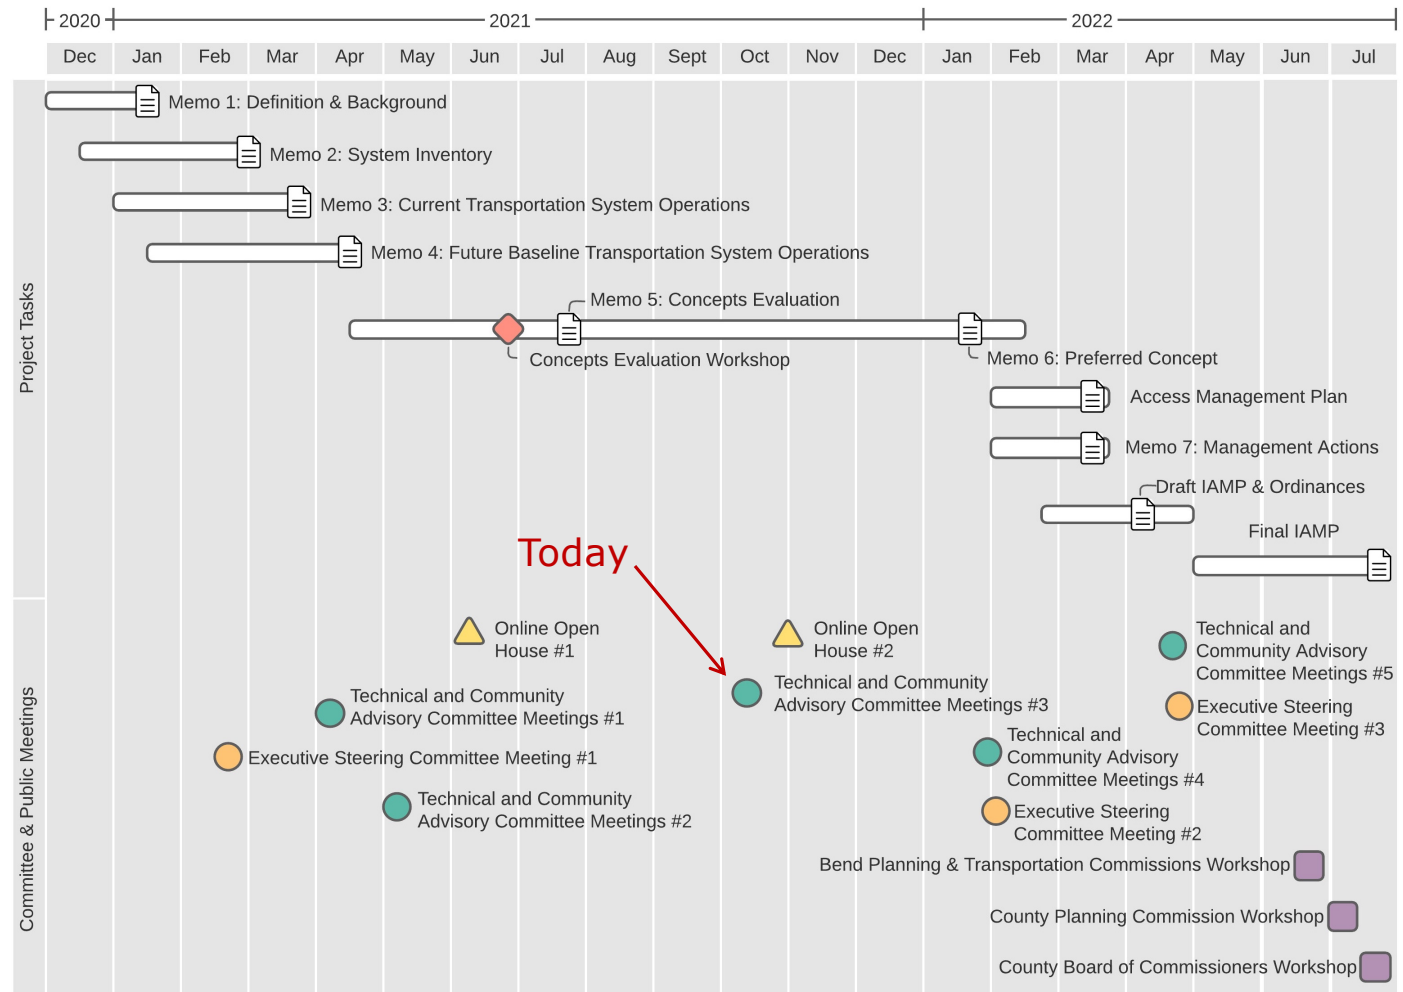 2020 2021 2022
Dec Jan Feb Mar Apr May Jun Jul Aug Sept Oct Nov Dec Jan Feb Mar Apr May Jun Jul
Project Tasks
Memo 1: Definition & Background
Memo 2: System Inventory
Memo 3: Current Transportation System Operations
Memo 4: Future Baseline Transportation System Operations
Memo 5: Concepts Evaluation
Concepts Evaluation Workshop
Memo 6: Preferred Concept
Access Management Plan
Memo 7: Management Actions
Draft IAMP & Ordinances
Final IAMP
Today
Committee & Public Meetings
Online Open
House #1
Online Open
House #2
Technical and
Community Advisory
Committee Meetings #5
Technical and Community
Advisory Committee Meetings #3
Technical and Community
Advisory Committee Meetings #1
Executive Steering
Committee Meeting #3
Technical and
Community Advisory
Committee Meetings #4
Executive Steering Committee Meeting #1
Technical and Community
Advisory Committee Meetings #2
Executive Steering
Committee Meeting #2
Bend Planning & Transportation Commissions Workshop
County Planning Commission Workshop
County Board of Commissioners Workshop